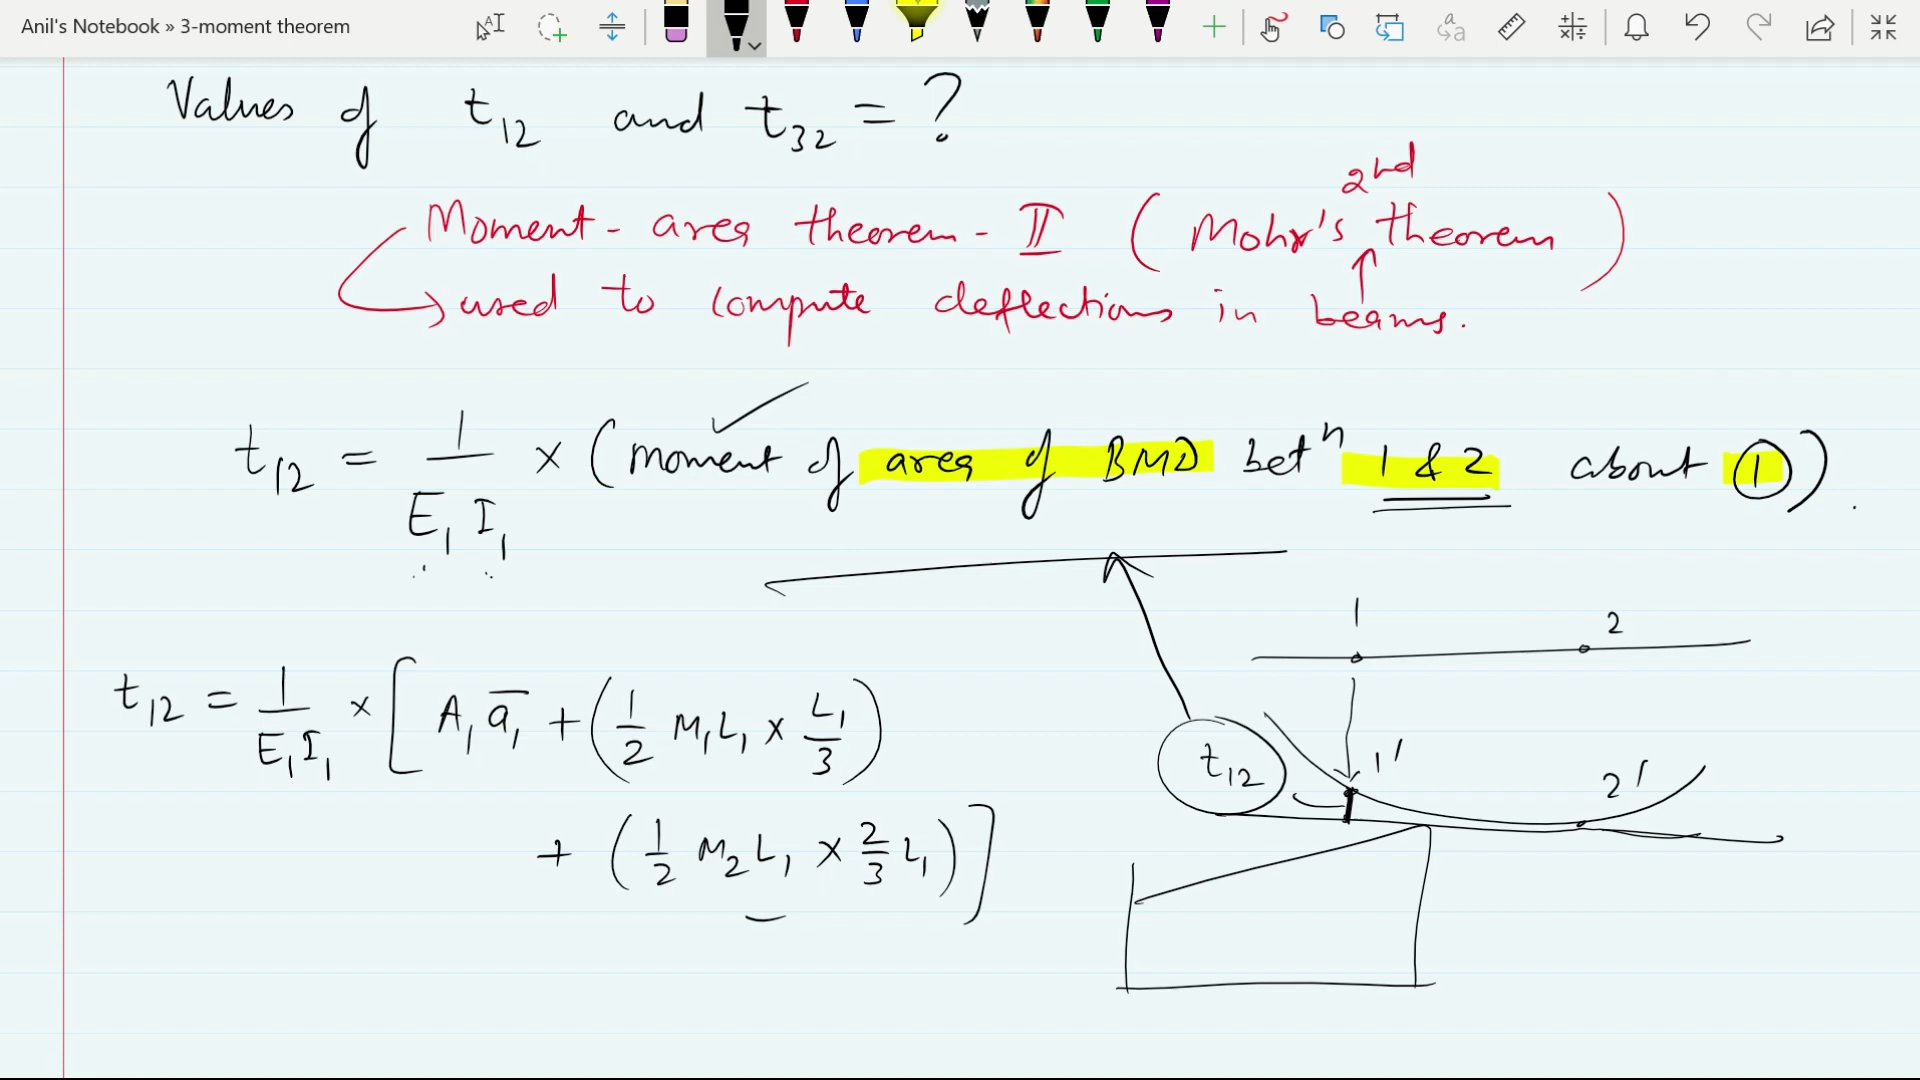 Anil's Notebook » 3-moment theorem
Values of t₁₂ and t₃₂ = ?
2nd
Moment - area theorem - II ( Mohr's theorem )
used to compute deflections in beams.
t₁₂ = 1/(E₁I₁) × (moment of area of BMD betⁿ 1 & 2 about ①).
1 2
t₁₂ = 1/(E₁I₁) × [ A₁a̅₁ + (1/2 M₁L₁ × L₁/3)
t₁₂ 1' 2'
+ (1/2 M₂L₁ × 2/3 L₁) ]